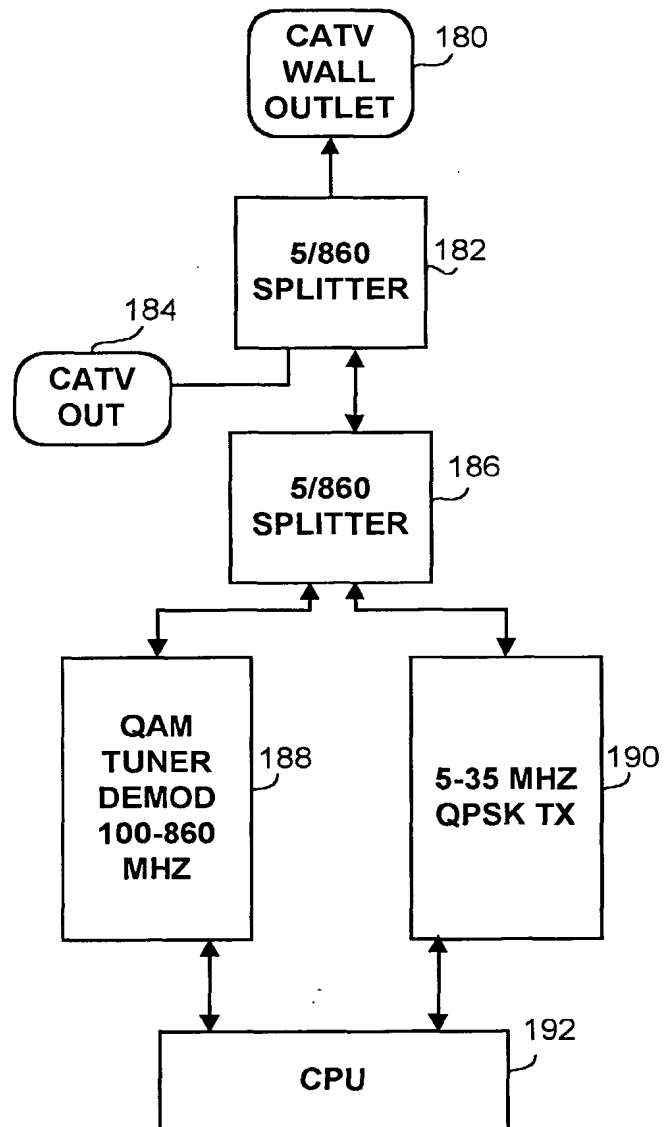 CATV
WALL
OUTLET
180
5/860
SPLITTER
182
184
CATV
OUT
5/860
SPLITTER
186
QAM
TUNER
DEMOD
100-860
MHZ
188
5-35 MHZ
QPSK TX
190
CPU
192